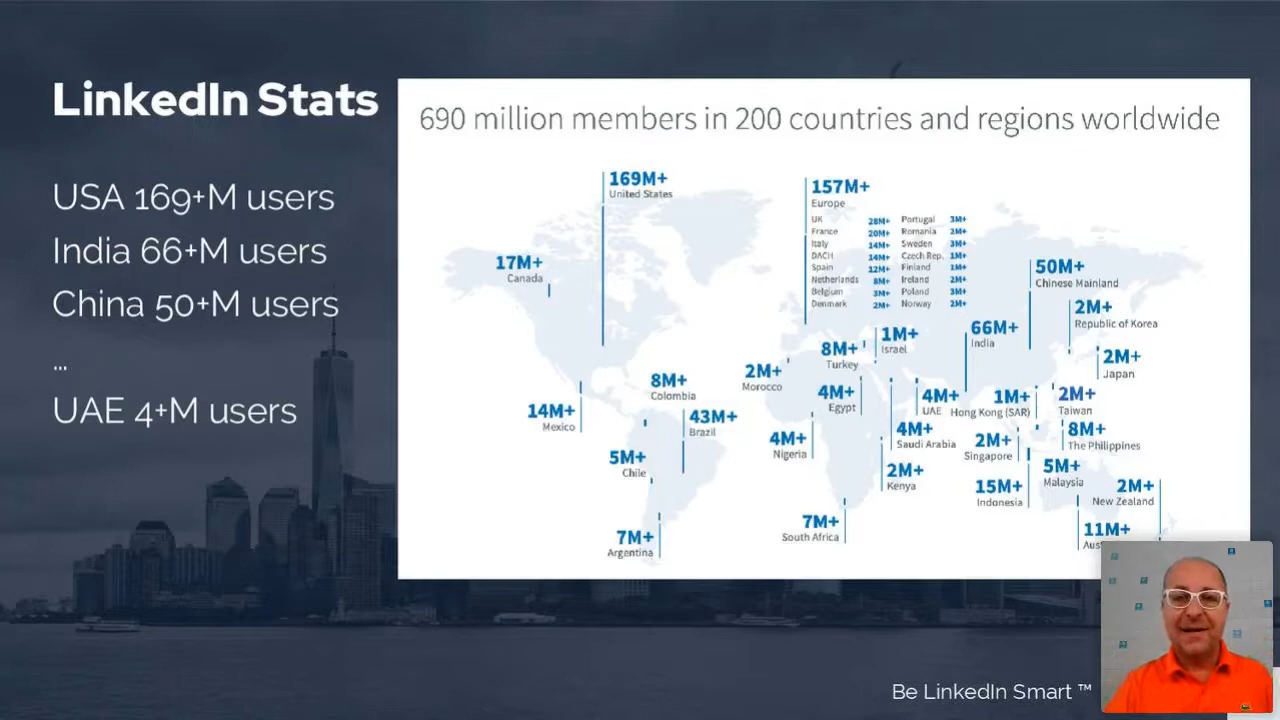 LinkedIn Stats
USA 169+M users
India 66+M users
China 50+M users
...
UAE 4+M users
690 million members in 200 countries and regions worldwide
169M+
United States
157M+
Europe
UK 28M+ Portugal 3M+
France 20M+ Romania 2M+
Italy 14M+ Sweden 3M+
DACH 14M+ Czech Rep. 1M+
Spain 12M+ Finland 1M+
Netherlands 8M+ Ireland 2M+
Belgium 3M+ Poland 3M+
Denmark 2M+ Norway 2M+
17M+
Canada
50M+
Chinese Mainland
2M+
Republic of Korea
66M+
India
1M+
Israel
8M+
Turkey
2M+
Japan
2M+
Morocco
8M+
Colombia
4M+
Egypt
4M+
UAE
1M+
Hong Kong (SAR)
2M+
Taiwan
14M+
Mexico
43M+
Brazil
4M+
Nigeria
4M+
Saudi Arabia
2M+
Singapore
8M+
The Philippines
5M+
Chile
2M+
Kenya
15M+
Indonesia
5M+
Malaysia
2M+
New Zealand
7M+
Argentina
7M+
South Africa
11M+
Aus
Be LinkedIn Smart ™